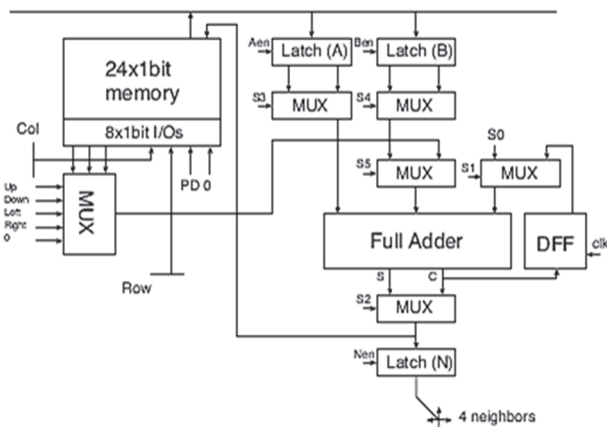 Aen
Latch (A)
Ben
Latch (B)
24x1bit
memory
S3
MUX
S4
MUX
Col
8x1bit I/Os
S0
S5
MUX
S1
MUX
Up
Down
Left
Right
0
MUX
PD 0
Full Adder
DFF
clk
Row
S
C
S2
MUX
Nen
Latch (N)
4 neighbors